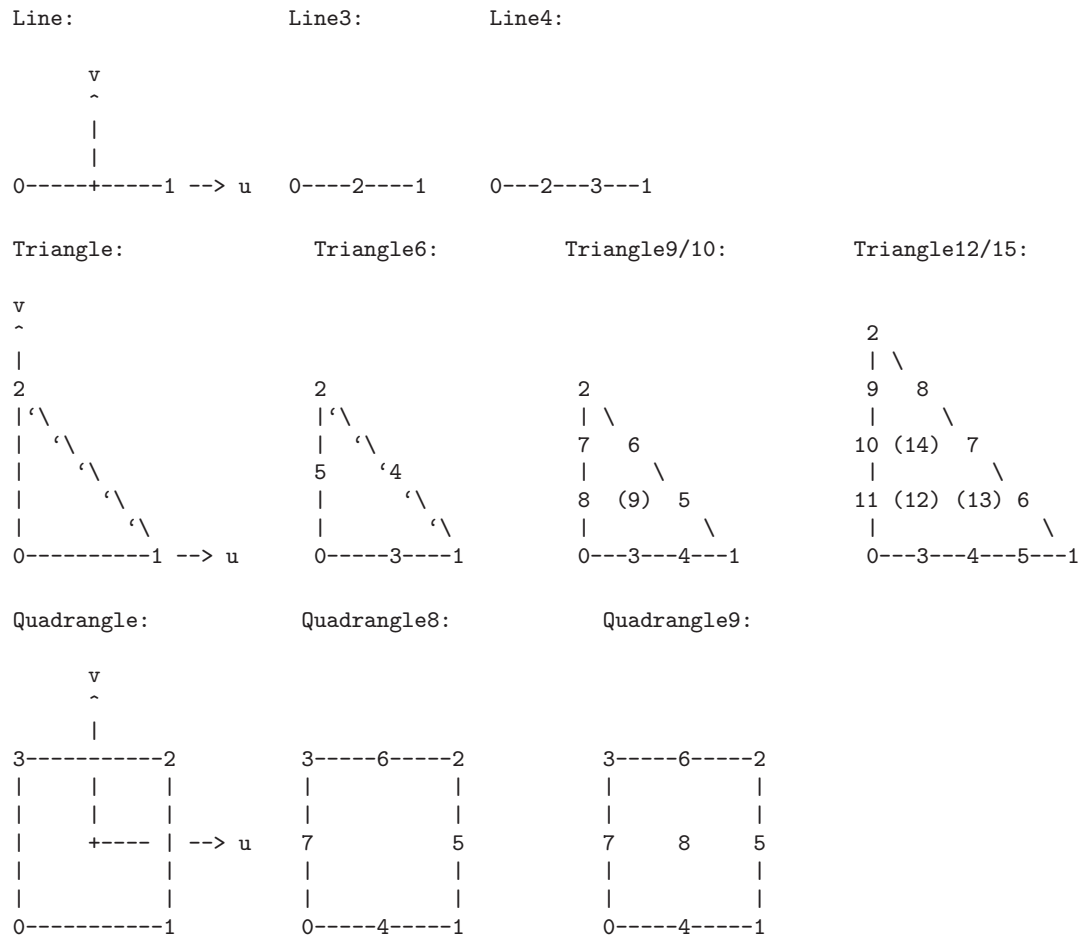 Line:                 Line3:          Line4:

      v
      ^
      |
      |
0-----+-----1 --> u   0----2----1     0---2---3---1

Triangle:               Triangle6:          Triangle9/10:          Triangle12/15:

v
^                                                                   2
|                                                                   | \
2                       2                    2                      9   8
|‘\                     |‘\                  | \                    |     \
|  ‘\                   |  ‘\                7   6                 10 (14)  7
|    ‘\                 5    ‘4              |     \                |         \
|      ‘\               |      ‘\            8  (9)  5             11 (12) (13) 6
|        ‘\             |        ‘\          |         \            |             \
0----------1 --> u      0-----3----1         0---3---4---1          0---3---4---5---1

Quadrangle:            Quadrangle8:            Quadrangle9:

      v
      ^
      |
3-----------2          3-----6-----2           3-----6-----2
|     |     |          |           |           |           |
|     |     |          |           |           |           |
|     +---- | --> u    7           5           7     8     5
|           |          |           |           |           |
|           |          |           |           |           |
0-----------1          0-----4-----1           0-----4-----1